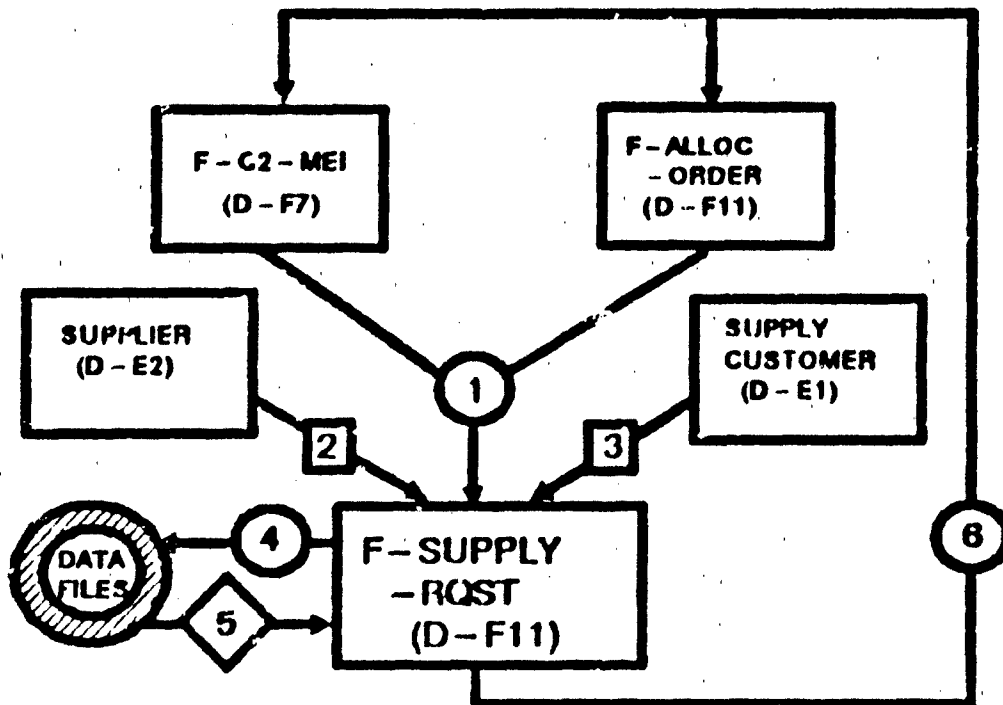 F-C2-MEI
(D-F7)
F-ALLOC
-ORDER
(D-F11)
SUPPLIER
(D-E2)
SUPPLY
CUSTOMER
(D-E1)
1
2
3
4
5
6
DATA
FILES
F-SUPPLY
-RQST
(D-F11)